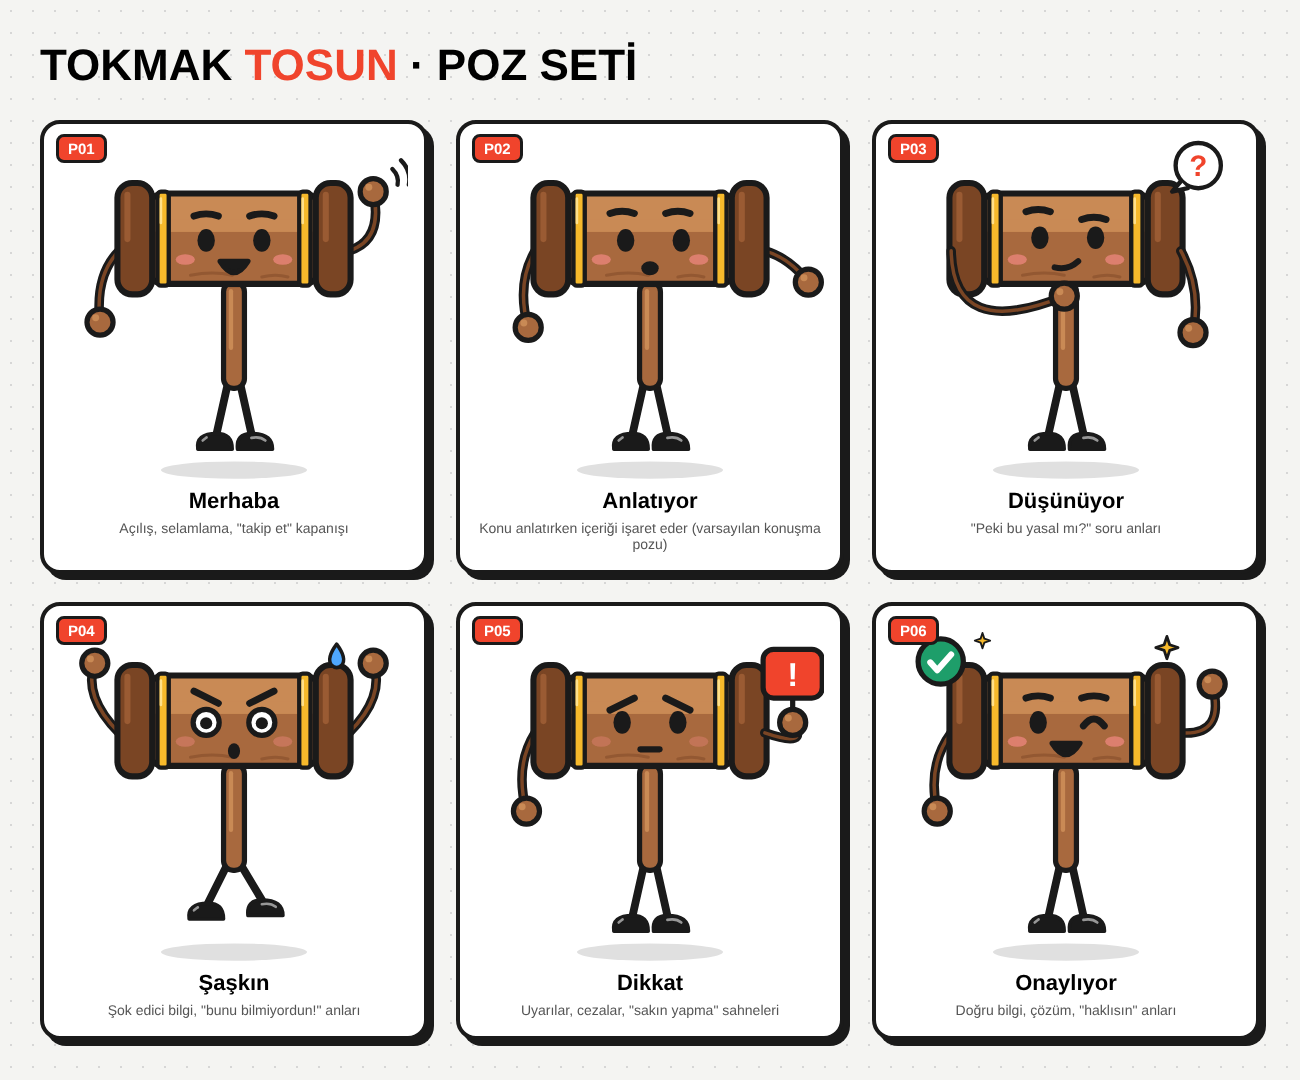 TOKMAK TOSUN · POZ SETİ
P01
Merhaba
Açılış, selamlama, "takip et" kapanışı
P02
Anlatıyor
Konu anlatırken içeriği işaret eder (varsayılan konuşma
pozu)
P03
?
Düşünüyor
"Peki bu yasal mı?" soru anları
P04
Şaşkın
Şok edici bilgi, "bunu bilmiyordun!" anları
P05
!
Dikkat
Uyarılar, cezalar, "sakın yapma" sahneleri
P06
Onaylıyor
Doğru bilgi, çözüm, "haklısın" anları